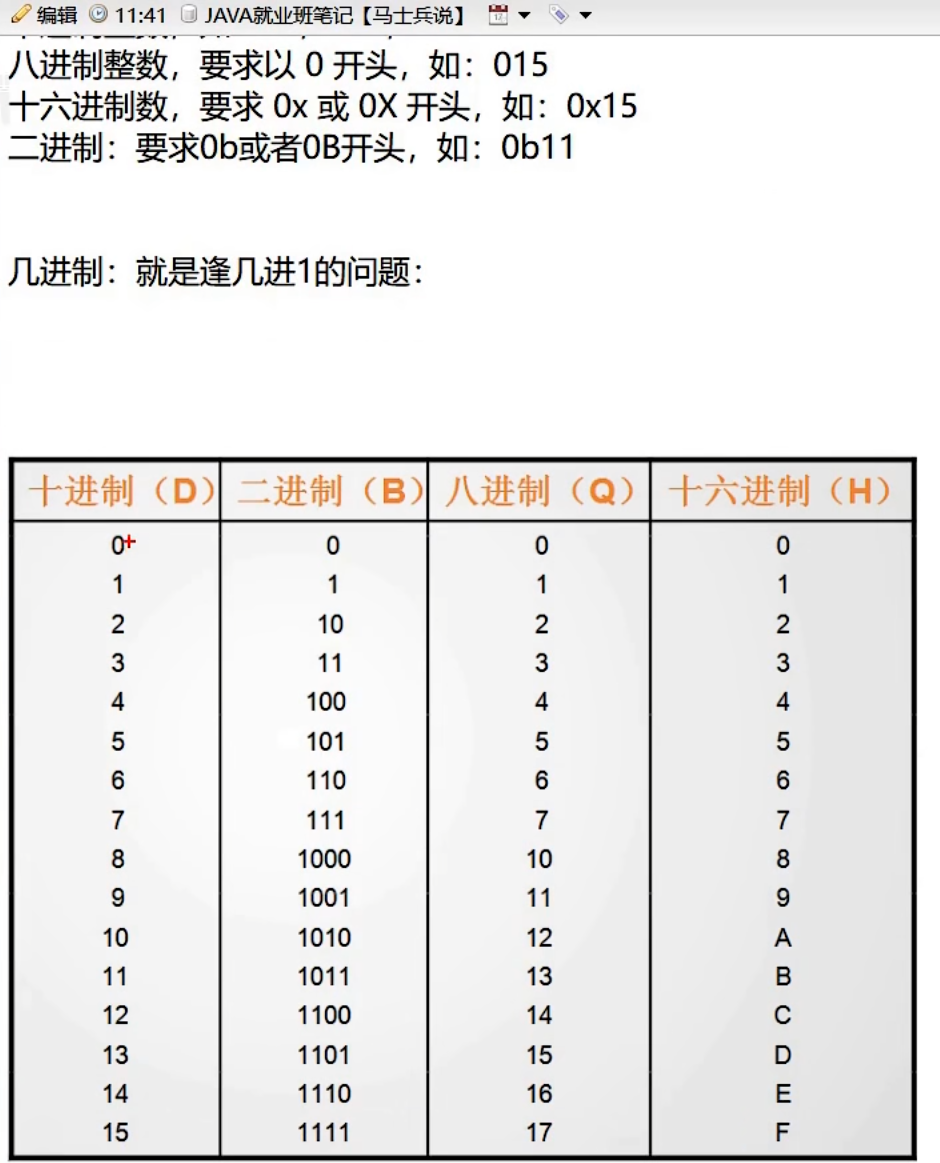 编辑 11:41 JAVA就业班笔记【马士兵说】
八进制整数，要求以 0 开头，如：015
十六进制数，要求 0x 或 0X 开头，如：0x15
二进制：要求0b或者0B开头，如：0b11
几进制：就是逢几进1的问题：
十进制（D） 二进制（B） 八进制（Q） 十六进制（H）
0 0 0 0
1 1 1 1
2 10 2 2
3 11 3 3
4 100 4 4
5 101 5 5
6 110 6 6
7 111 7 7
8 1000 10 8
9 1001 11 9
10 1010 12 A
11 1011 13 B
12 1100 14 C
13 1101 15 D
14 1110 16 E
15 1111 17 F